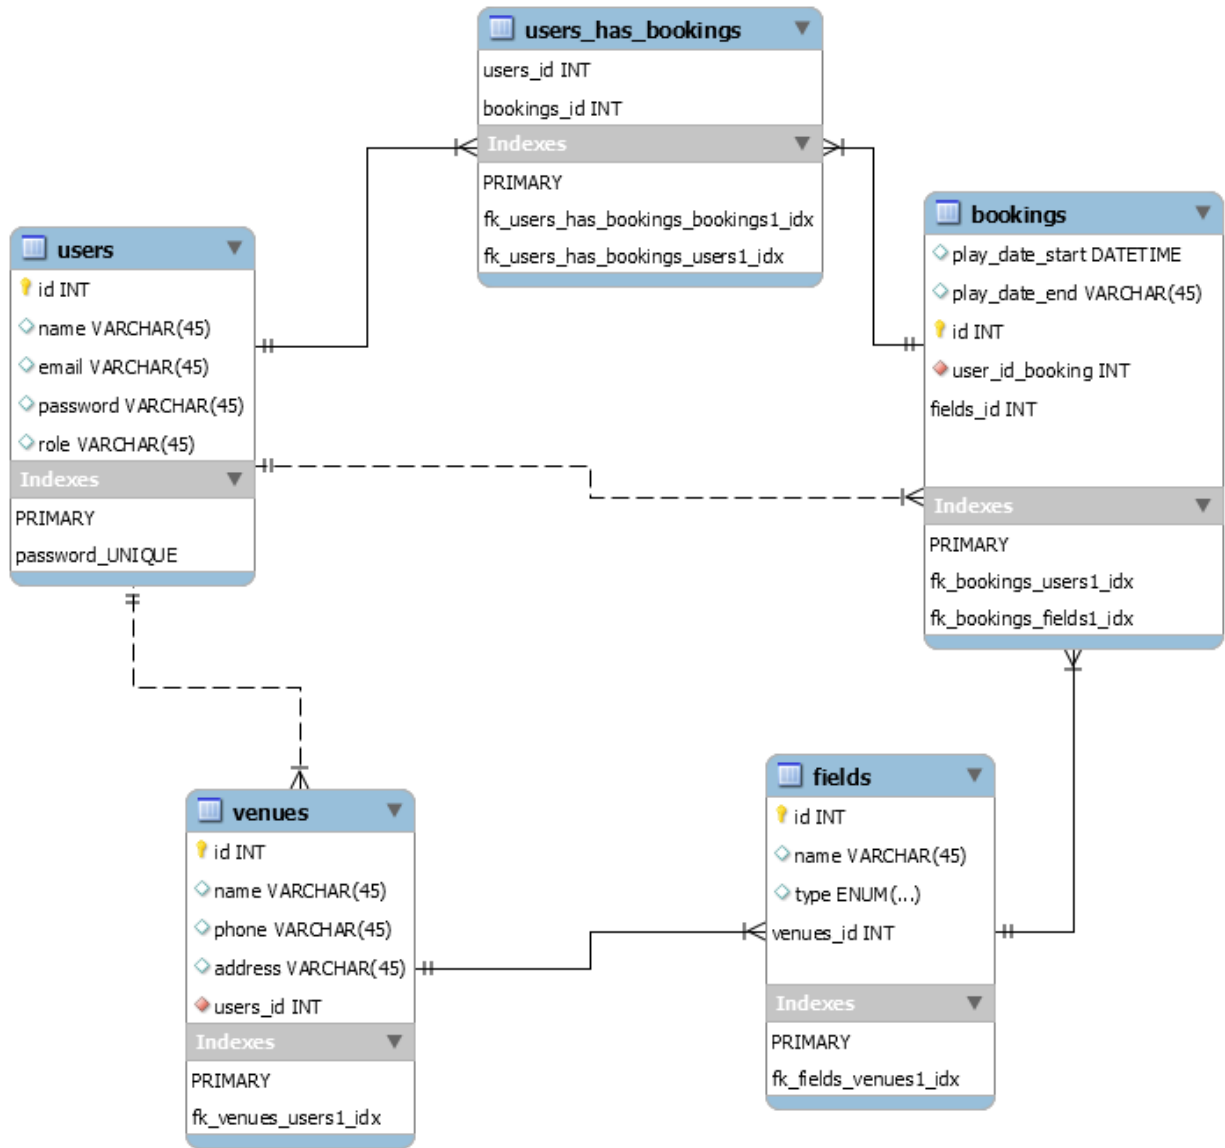 users_has_bookings
users_id INT
bookings_id INT
Indexes
PRIMARY
fk_users_has_bookings_bookings1_idx
fk_users_has_bookings_users1_idx
users
id INT
name VARCHAR(45)
email VARCHAR(45)
password VARCHAR(45)
role VARCHAR(45)
Indexes
PRIMARY
password_UNIQUE
bookings
play_date_start DATETIME
play_date_end VARCHAR(45)
id INT
user_id_booking INT
fields_id INT
Indexes
PRIMARY
fk_bookings_users1_idx
fk_bookings_fields1_idx
venues
id INT
name VARCHAR(45)
phone VARCHAR(45)
address VARCHAR(45)
users_id INT
Indexes
PRIMARY
fk_venues_users1_idx
fields
id INT
name VARCHAR(45)
type ENUM(...)
venues_id INT
Indexes
PRIMARY
fk_fields_venues1_idx